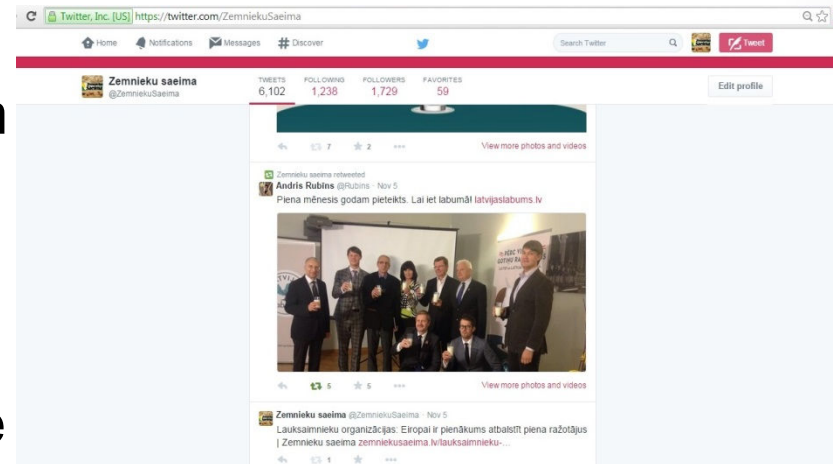 Twitter, Inc. [US] https://twitter.com/ZemniekuSaeima
Home Notifications Messages # Discover Search Twitter Tweet
Zemnieku saeima
@ZemniekuSaeima
TWEETS FOLLOWING FOLLOWERS FAVORITES
6,102 1,238 1,729 59
Edit profile
n
7 2 View more photos and videos
Zemnieku saeima retweeted
Andris Rubīns @Rubins · Nov 5
Piena mēnesis godam pieteikts. Lai iet labumā! latvijaslabums.lv
5 5 View more photos and videos
e
Zemnieku saeima @ZemniekuSaeima · Nov 5
Lauksaimnieku organizācijas: Eiropai ir pienākums atbalstīt piena ražotājus
| Zemnieku saeima zemniekusaeima.lv/lauksaimnieku-...
1